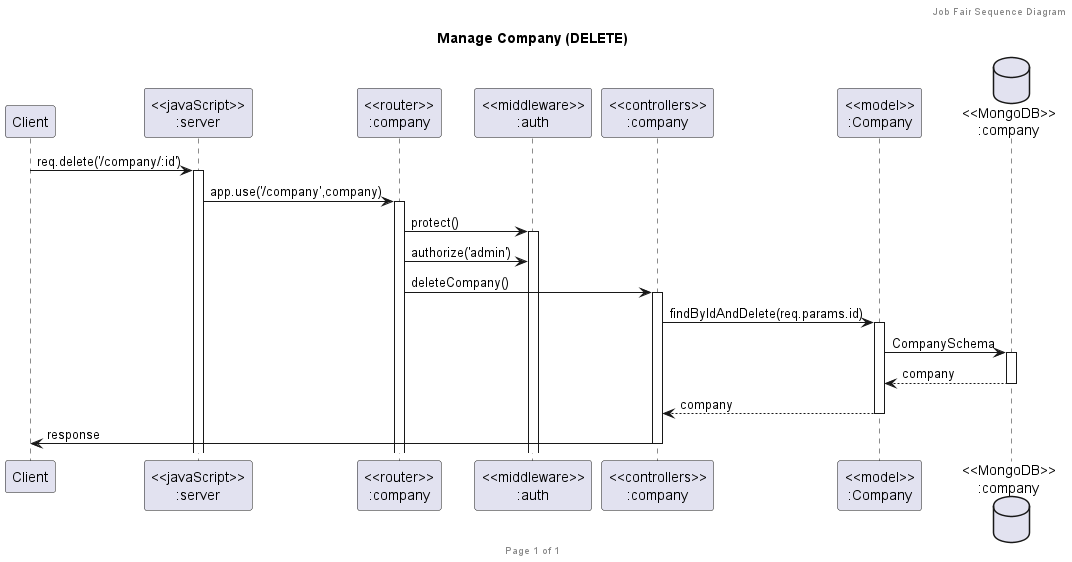 Job Fair Sequence Diagram
Manage Company (DELETE)
Client
<<javaScript>>
:server
<<router>>
:company
<<middleware>>
:auth
<<controllers>>
:company
<<model>>
:Company
<<MongoDB>>
:company
req.delete('/company/:id')
app.use('/company',company)
protect()
authorize('admin')
deleteCompany()
findByIdAndDelete(req.params.id)
CompanySchema
company
company
response
Client
<<javaScript>>
:server
<<router>>
:company
<<middleware>>
:auth
<<controllers>>
:company
<<model>>
:Company
<<MongoDB>>
:company
Page 1 of 1